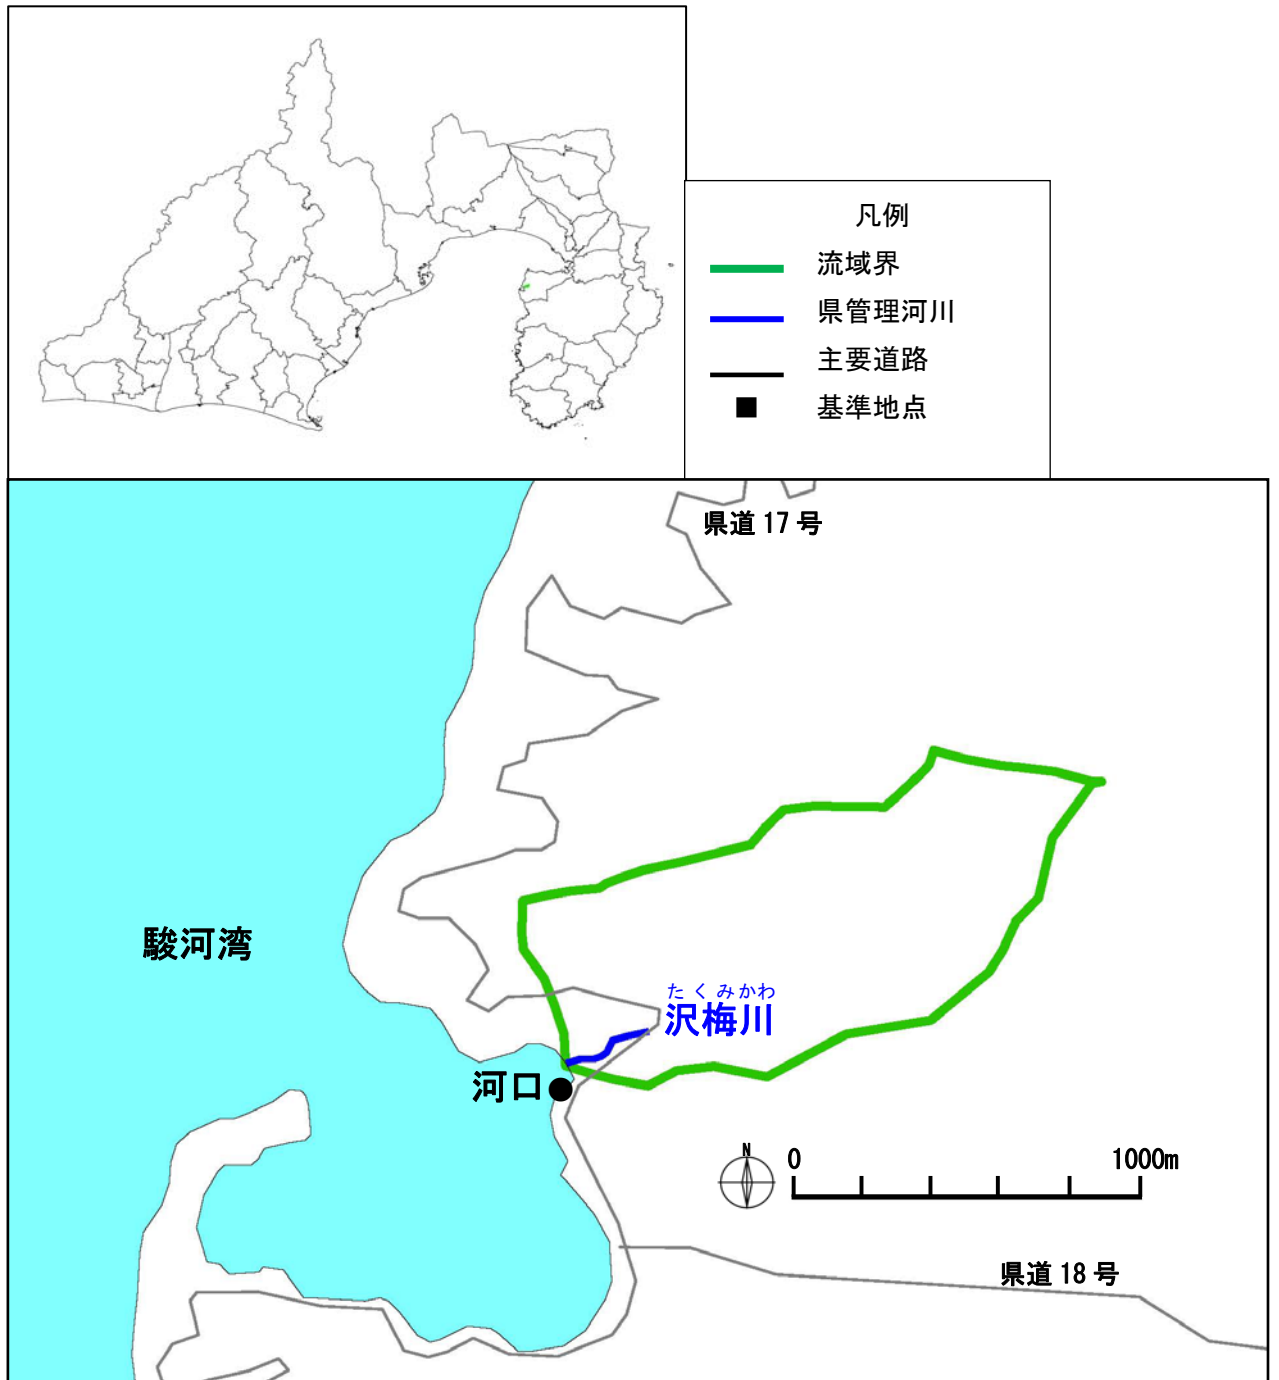 凡例
流域界
県管理河川
主要道路
基準地点
県道 17 号
駿河湾
たくみかわ
沢梅川
河口
N
0 1000m
県道 18 号